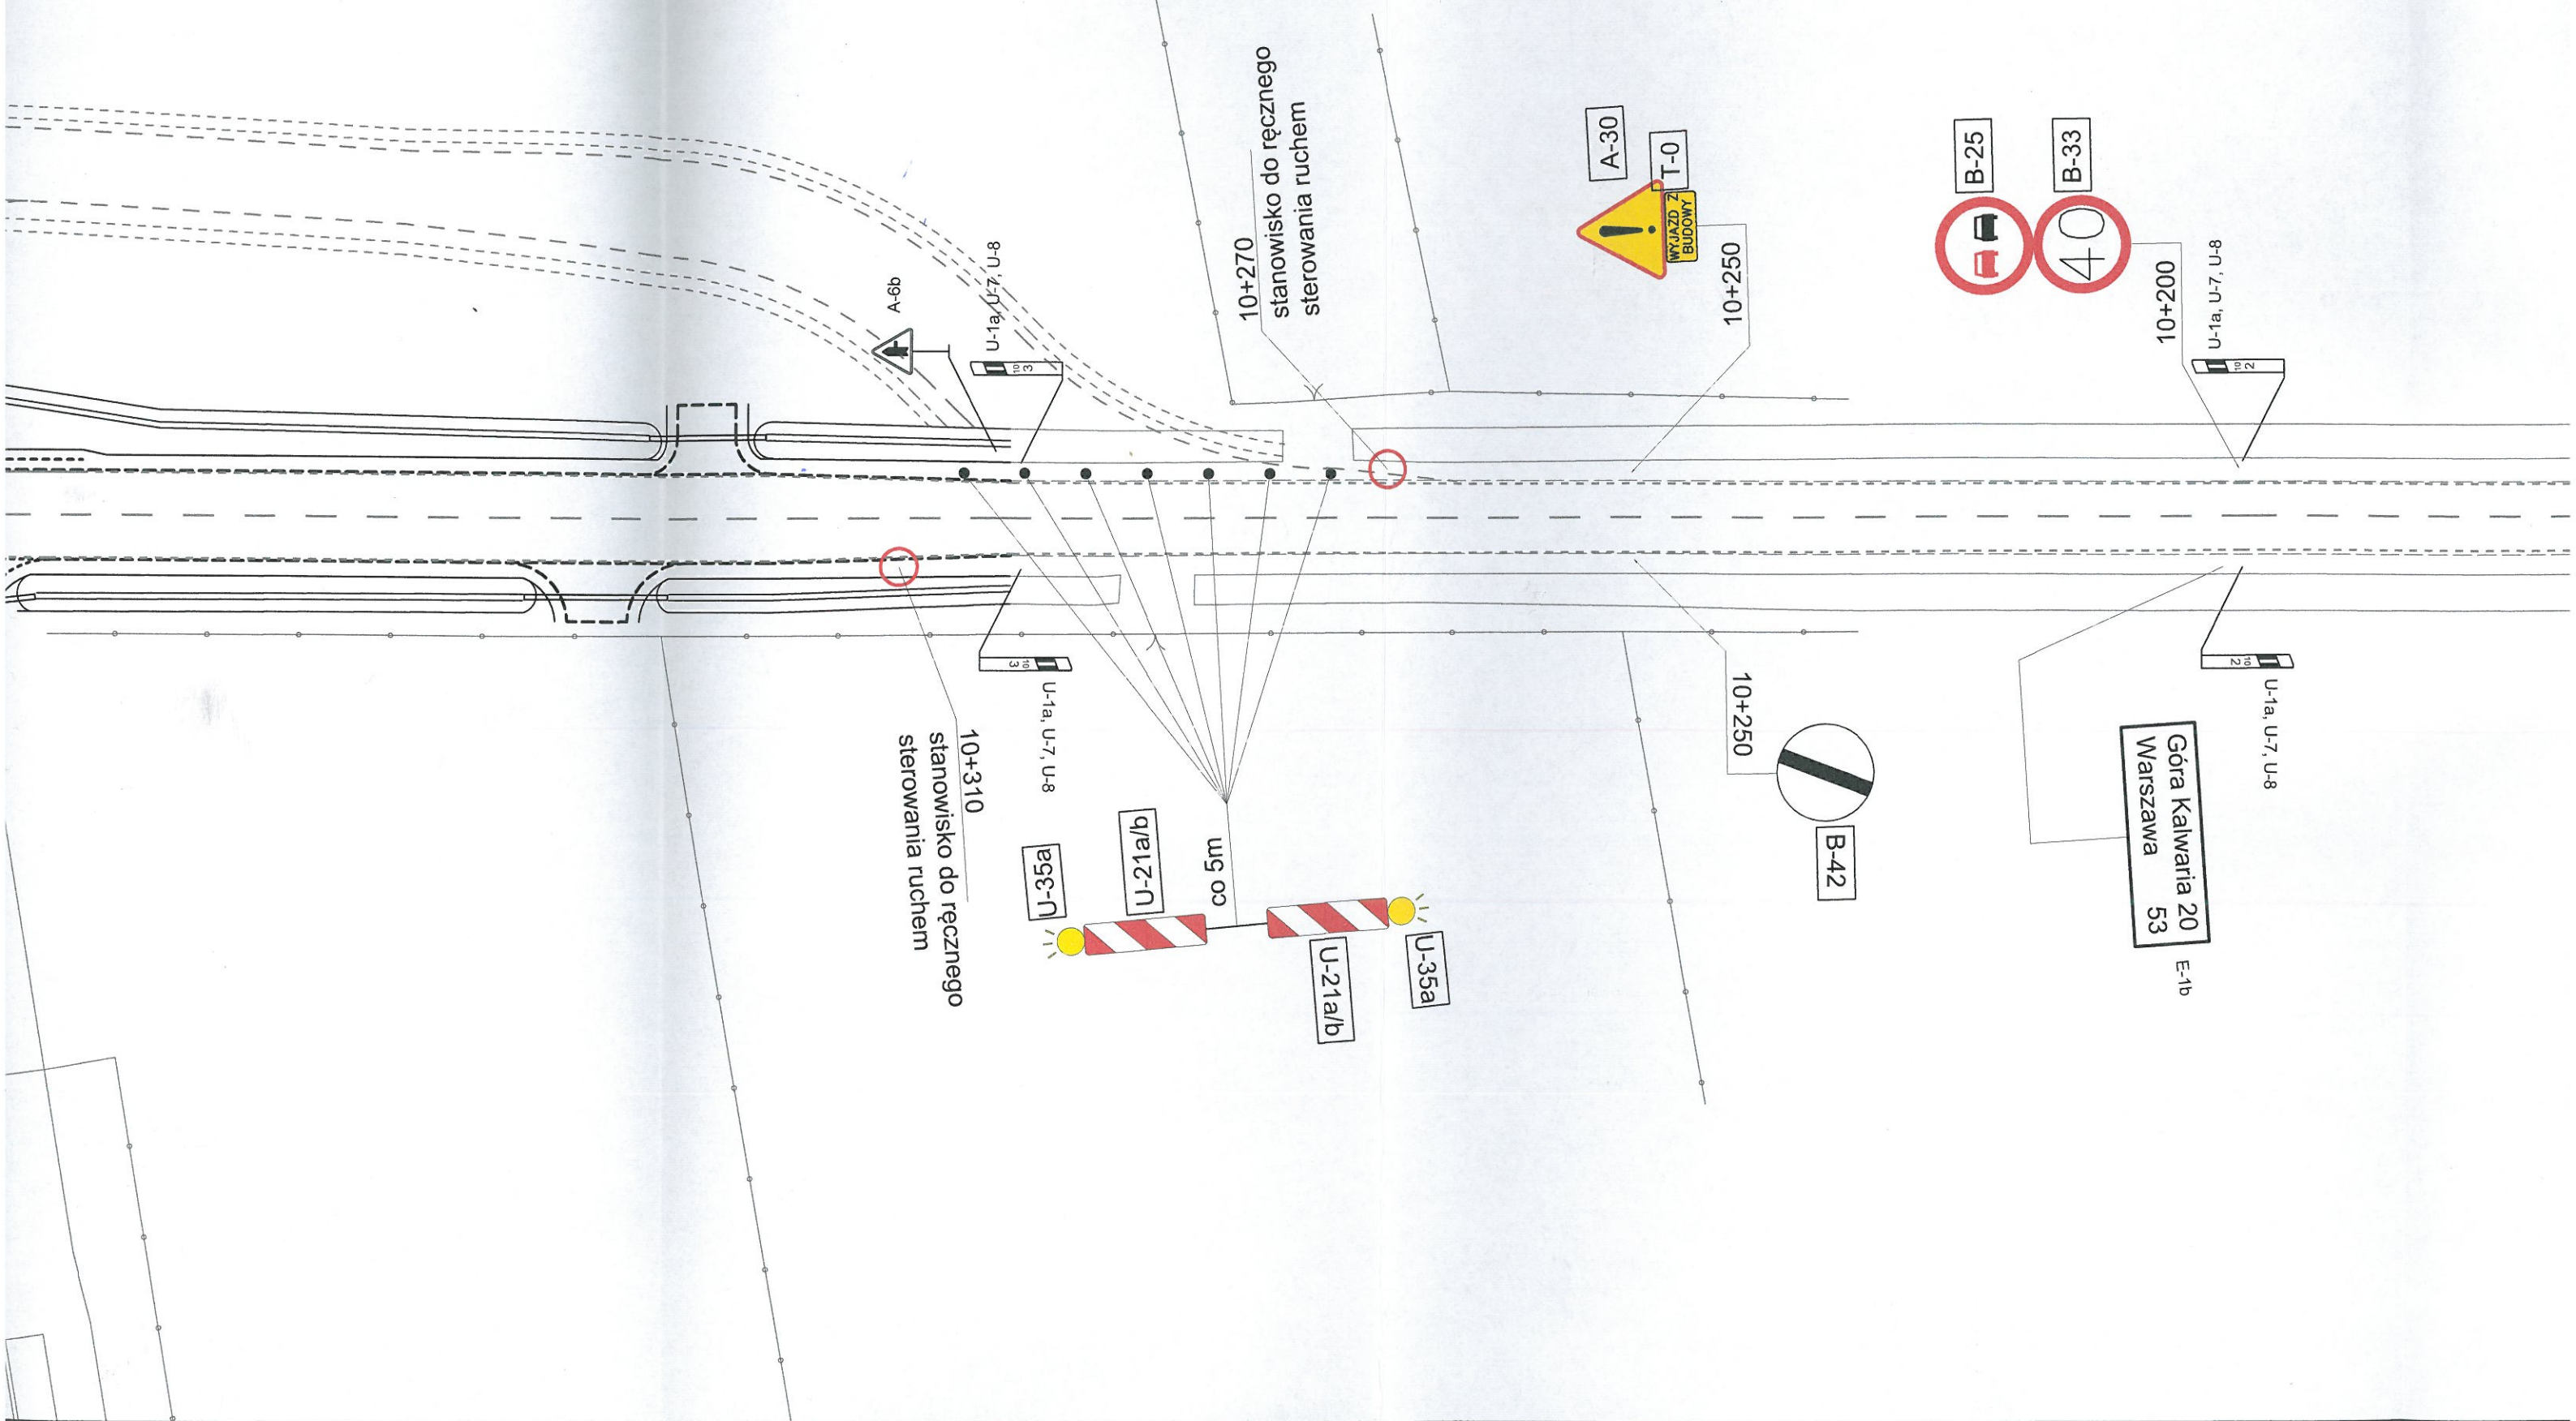 A-6b
U-1a, U-7, U-8
10
3
10+270
stanowisko do ręcznego
sterowania ruchem
A-30
T-0
WYJAZD Z
BUDOWY
10+250
B-25
B-33
40
10+200
U-1a, U-7, U-8
10
2
10
3
U-1a, U-7, U-8
10+310
stanowisko do ręcznego
sterowania ruchem
U-35a
U-21a/b
co 5m
U-21a/b
U-35a
10+250
B-42
10
2
U-1a, U-7, U-8
Góra Kalwaria 20
Warszawa 53
E-1b